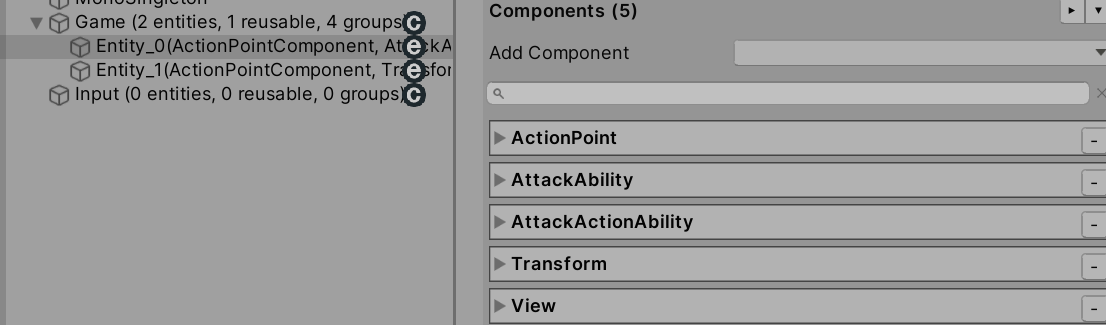 MonoSingleton
Game (2 entities, 1 reusable, 4 groups
Entity_0(ActionPointComponent, AttackA
Entity_1(ActionPointComponent, Transfor
Input (0 entities, 0 reusable, 0 groups)
Components (5)
Add Component
ActionPoint
AttackAbility
AttackActionAbility
Transform
View